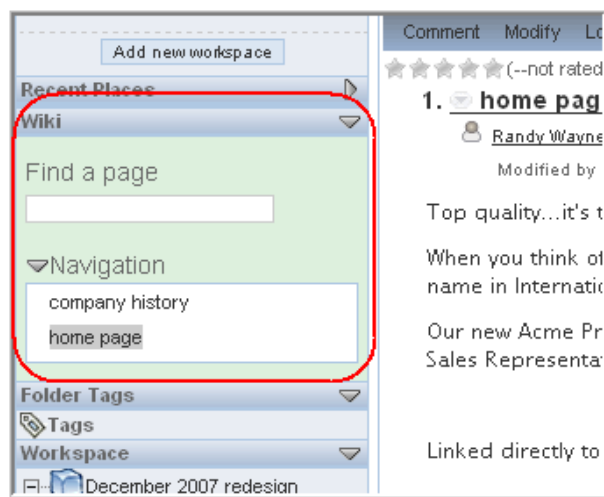 Add new workspace
Recent Places
Wiki
Find a page
Navigation
company history
home page
Folder Tags
Tags
Workspace
December 2007 redesign
Comment Modify
(--not rated
1. home pag
Randy Wayne
Modified by
Top quality...it's
When you think of
name in Internatio
Our new Acme Pr
Sales Representat
Linked directly to